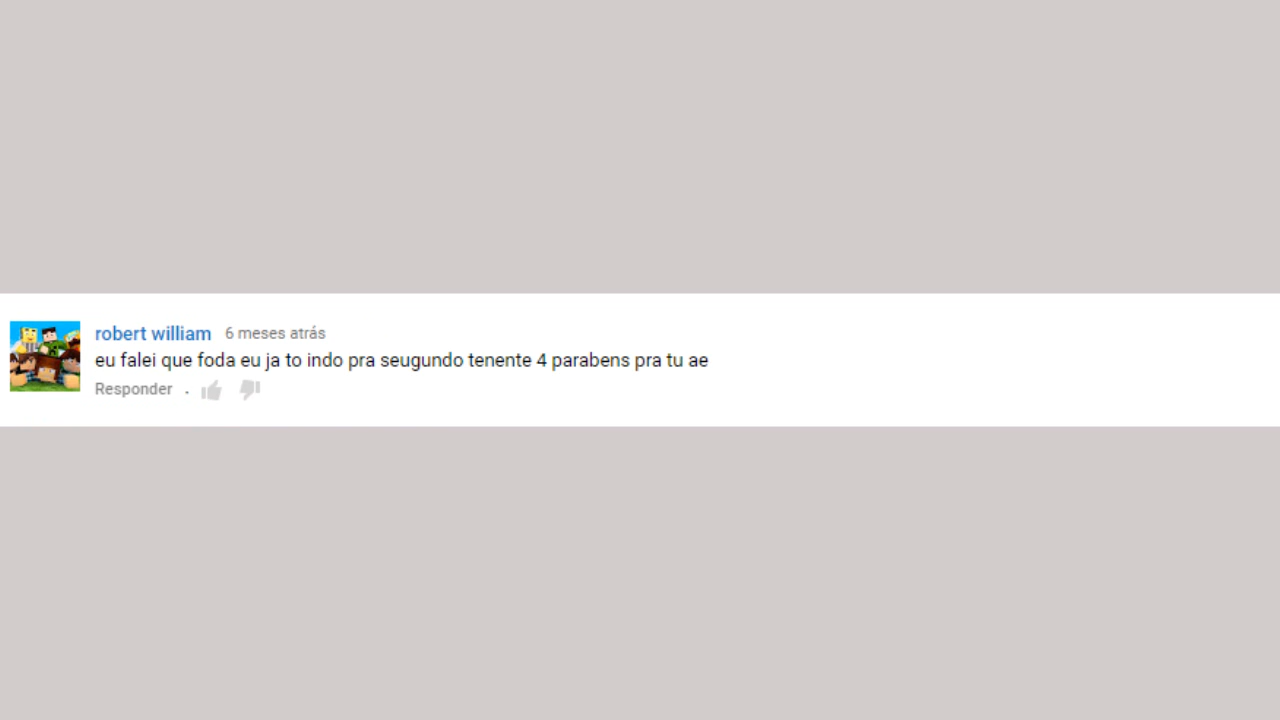 robert william 6 meses atrás
eu falei que foda eu ja to indo pra seugundo tenente 4 parabens pra tu ae
Responder .